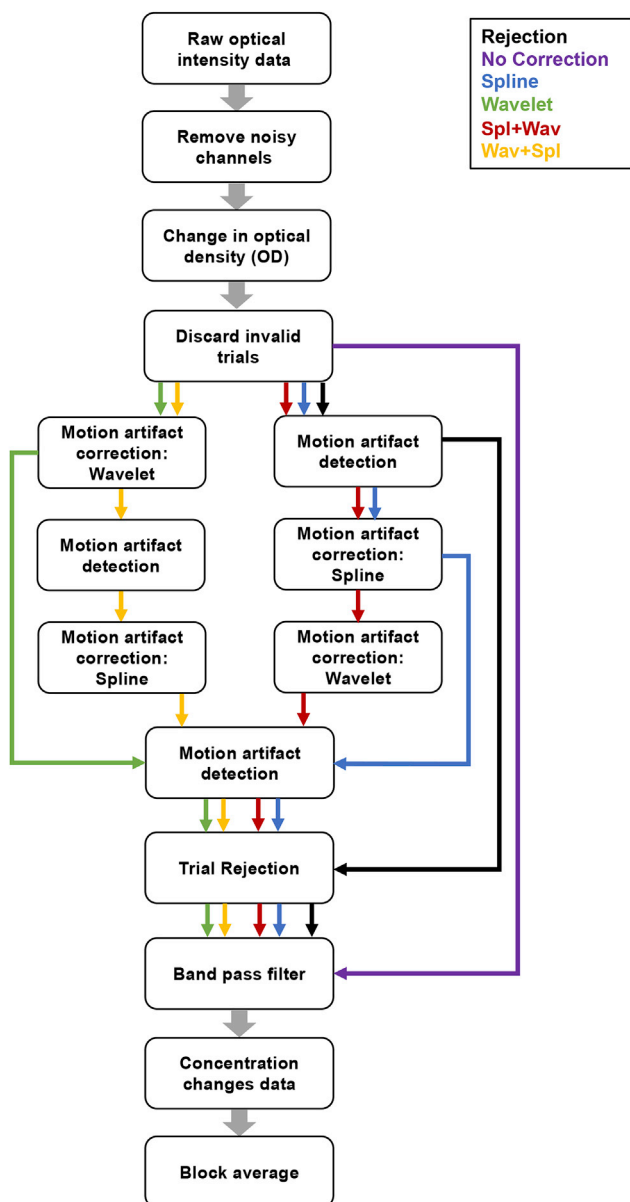 Raw optical
intensity data
Rejection
No Correction
Spline
Wavelet
Spl+Wav
Wav+Spl
Remove noisy
channels
Change in optical
density (OD)
Discard invalid
trials
Motion artifact
correction:
Wavelet
Motion artifact
detection
Motion artifact
detection
Motion artifact
correction:
Spline
Motion artifact
correction:
Spline
Motion artifact
correction:
Wavelet
Motion artifact
detection
Trial Rejection
Band pass filter
Concentration
changes data
Block average